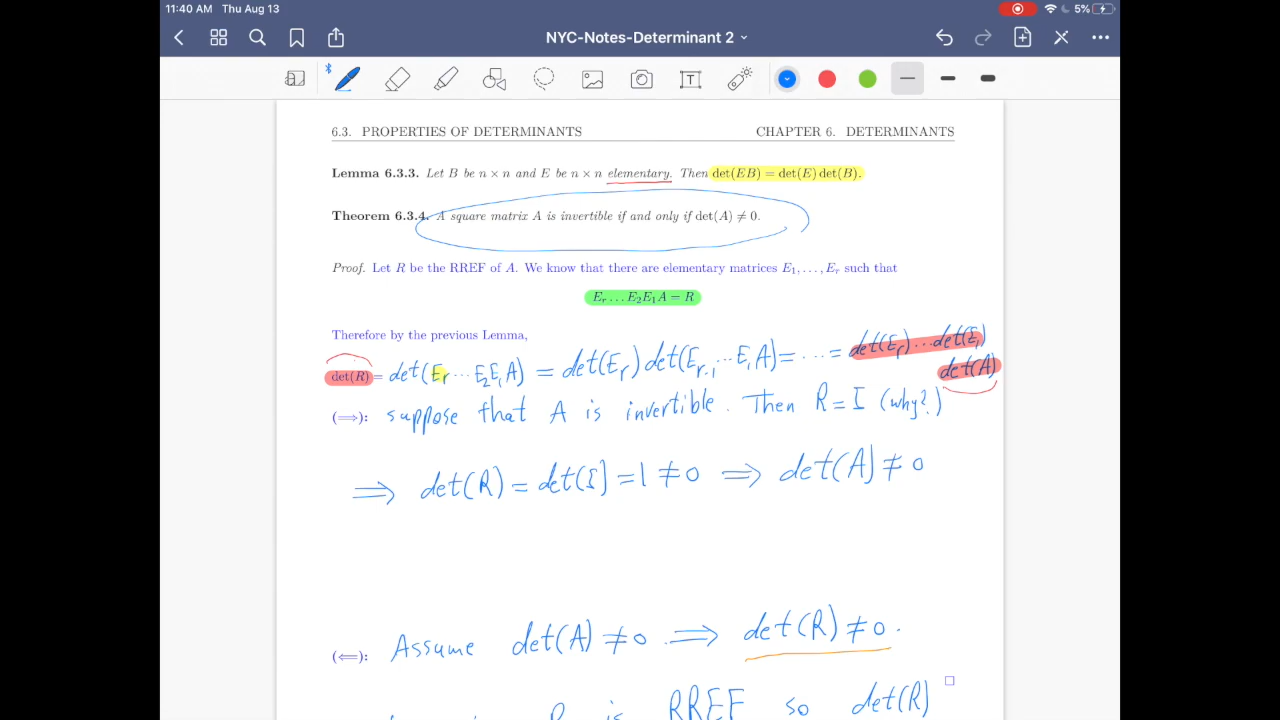 11:40 AM Thu Aug 13
5%
NYC-Notes-Determinant 2
6.3. PROPERTIES OF DETERMINANTS CHAPTER 6. DETERMINANTS
Lemma 6.3.3. Let B be n × n and E be n × n elementary. Then det(EB) = det(E) det(B).
Theorem 6.3.4. A square matrix A is invertible if and only if det(A) ≠ 0.
Proof. Let R be the RREF of A. We know that there are elementary matrices E₁, . . . , Eᵣ such that
Eᵣ . . . E₂E₁A = R
Therefore by the previous Lemma,
det(R) = det(Eᵣ ··· E₂E₁A) = det(Eᵣ) det(Eᵣ₋₁ ··· E₁A) = ··· = det(Eᵣ) ··· det(E₁)
det(A)
(⟹): suppose that A is invertible. Then R = I (why?)
⟹ det(R) = det(I) = 1 ≠ 0 ⟹ det(A) ≠ 0
(⟸): Assume det(A) ≠ 0 ⟹ det(R) ≠ 0.
R is RREF so det(R)